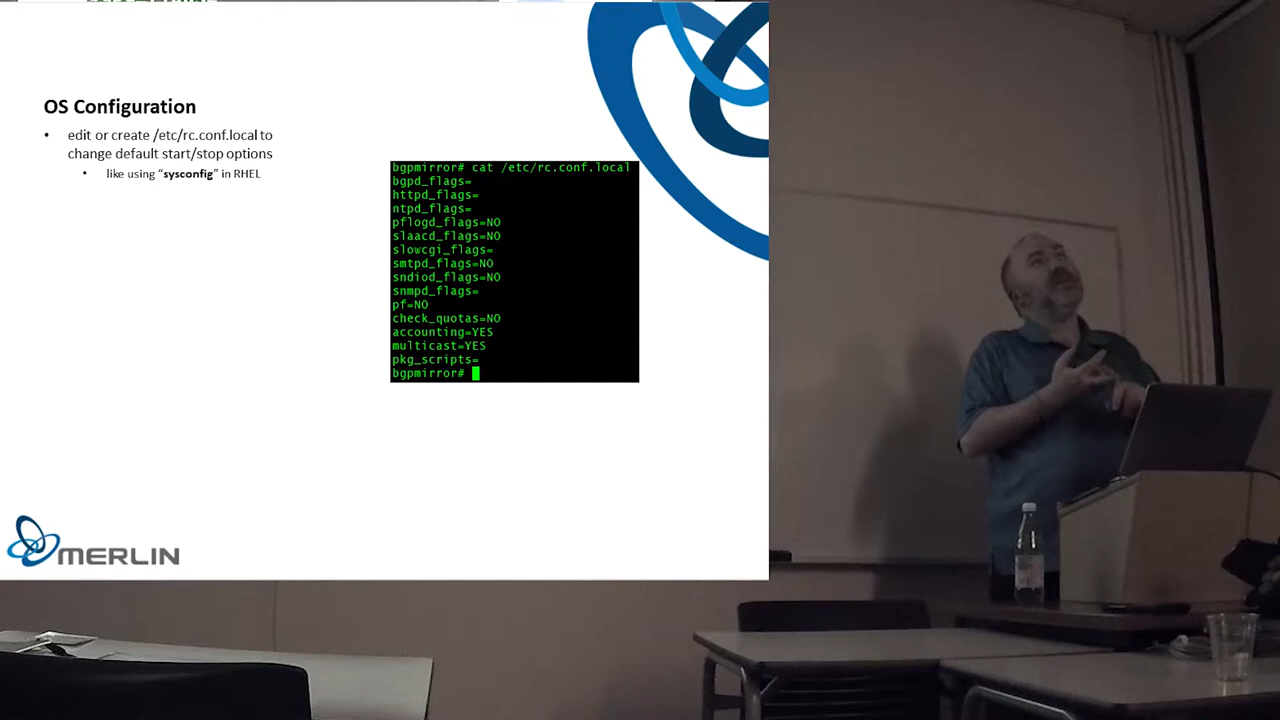 OS Configuration
• edit or create /etc/rc.conf.local to
change default start/stop options
• like using “sysconfig” in RHEL
bgpmirror# cat /etc/rc.conf.local
bgpd_flags=
httpd_flags=
ntpd_flags=
pflogd_flags=NO
slaacd_flags=NO
slowcgi_flags=
smtpd_flags=NO
sndiod_flags=NO
snmpd_flags=
pf=NO
check_quotas=NO
accounting=YES
multicast=YES
pkg_scripts=
bgpmirror#
MERLIN